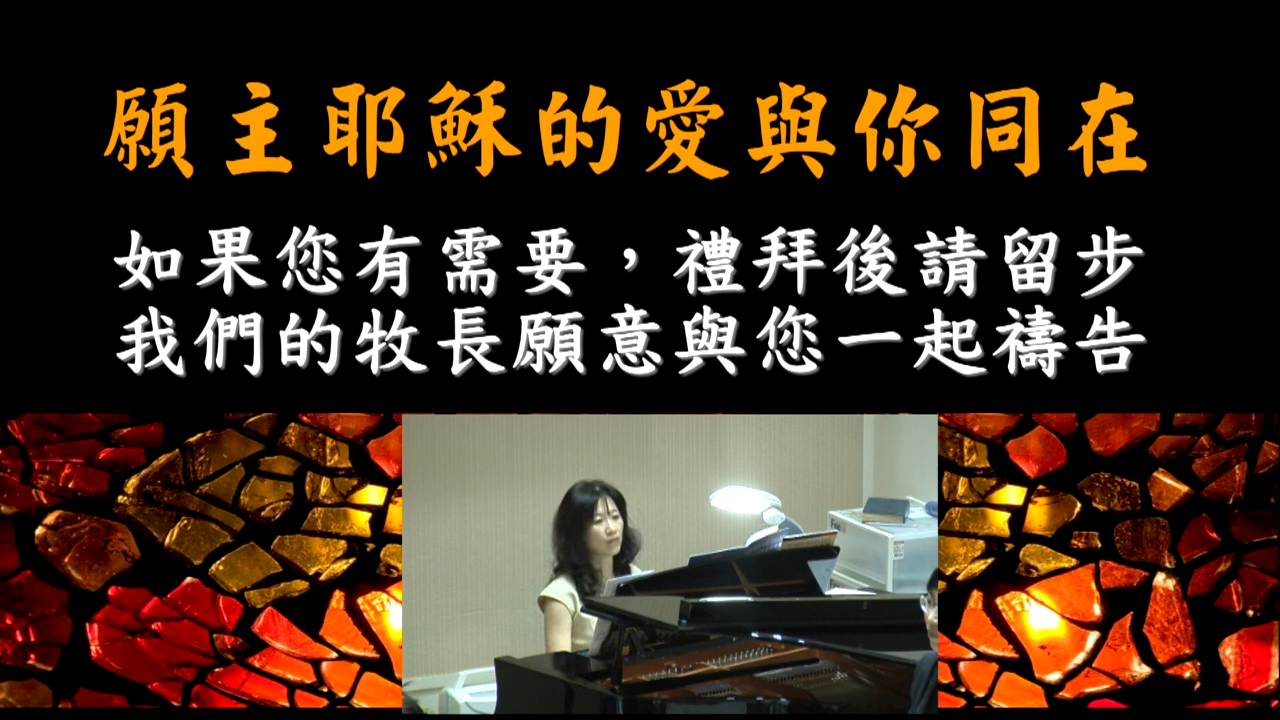 願主耶穌的愛與你同在
如果您有需要，禮拜後請留步
我們的牧長願意與您一起禱告